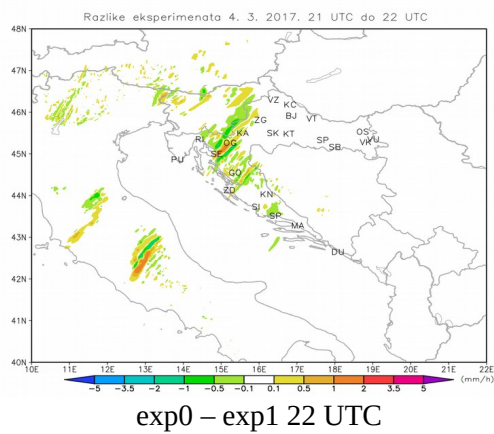 Razlike eksperimenata 4. 3. 2017. 21 UTC do 22 UTC
48N
47N
46N
45N
44N
43N
42N
41N
40N
VZ
KC
BJ
VT
ZG
RI
KA
SK KT
OS
VU
OG
SP
VK
SB
SE
PU
GO
ZD
KN
SI
SP
MA
DU
10E 11E 12E 13E 14E 15E 16E 17E 18E 19E 20E 21E 22E
(mm/h)
−5 −3.5 −2 −1 −0.5 −0.1 0.1 0.5 1 2 3.5 5
exp0 – exp1 22 UTC